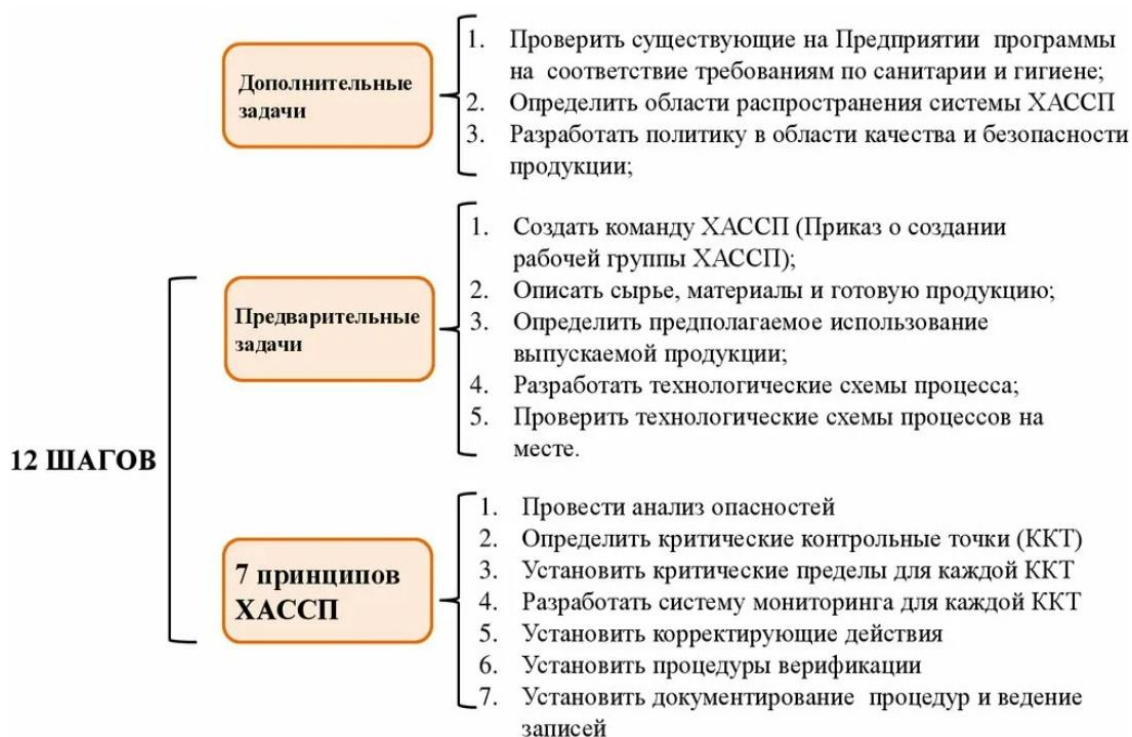 Дополнительные
задачи
1. Проверить существующие на Предприятии программы
на соответствие требованиям по санитарии и гигиене;
2. Определить области распространения системы ХАССП
3. Разработать политику в области качества и безопасности
продукции;
12 ШАГОВ
Предварительные
задачи
1. Создать команду ХАССП (Приказ о создании
рабочей группы ХАССП);
2. Описать сырье, материалы и готовую продукцию;
3. Определить предполагаемое использование
выпускаемой продукции;
4. Разработать технологические схемы процесса;
5. Проверить технологические схемы процессов на
месте.
7 принципов
ХАССП
1. Провести анализ опасностей
2. Определить критические контрольные точки (ККТ)
3. Установить критические пределы для каждой ККТ
4. Разработать систему мониторинга для каждой ККТ
5. Установить корректирующие действия
6. Установить процедуры верификации
7. Установить документирование процедур и ведение
записей